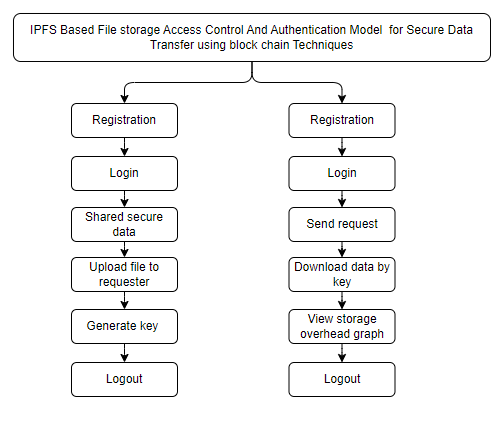 IPFS Based File storage Access Control And Authentication Model for Secure Data
Transfer using block chain Techniques
Registration
Login
Shared secure
data
Upload file to
requester
Generate key
Logout
Registration
Login
Send request
Download data by
key
View storage
overhead graph
Logout